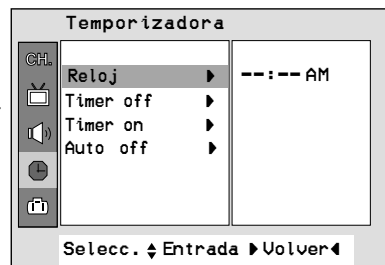 Temporizadora
CH.
Reloj ▶ --:-- AM
Timer off ▶
Timer on ▶
Auto off ▶
Selecc. ▲▼ Entrada ▶ Volver ◀